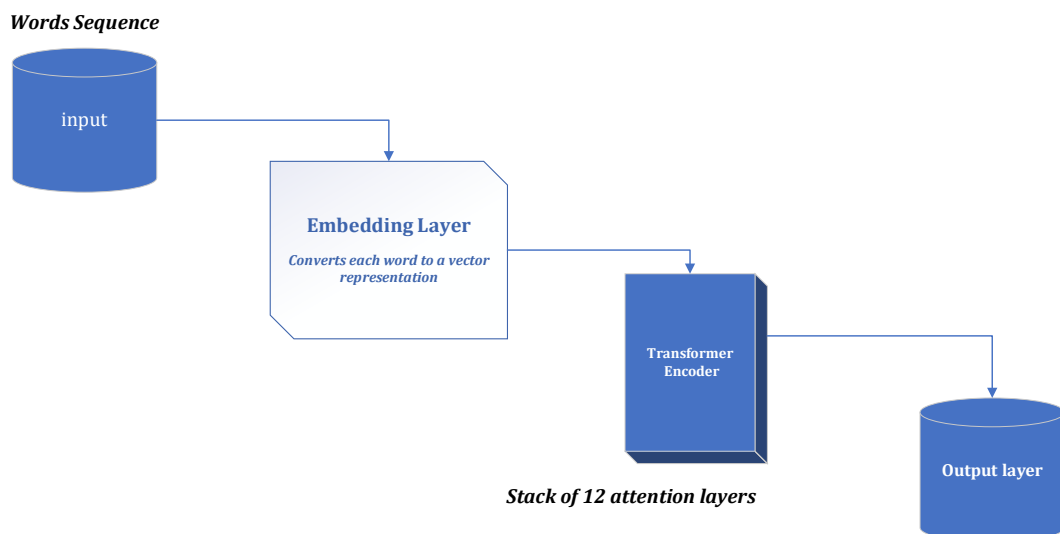 Words Sequence
input
Embedding Layer
Converts each word to a vector
representation
Transformer
Encoder
Stack of 12 attention layers
Output layer